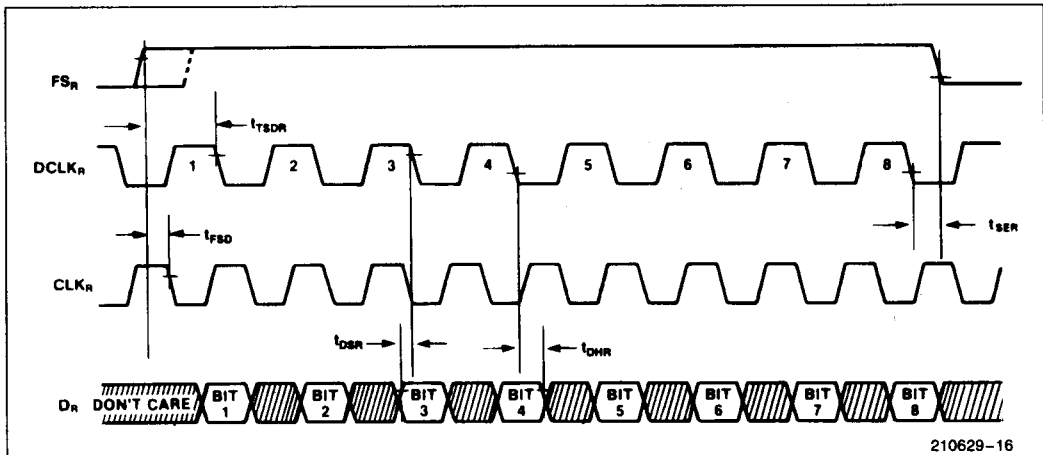 FSR
tTSDR
DCLKR 1 2 3 4 5 6 7 8
tFSD
tSER
CLKR
tDSR tDHR
DR DON'T CARE BIT 1 BIT 2 BIT 3 BIT 4 BIT 5 BIT 6 BIT 7 BIT 8
210629-16